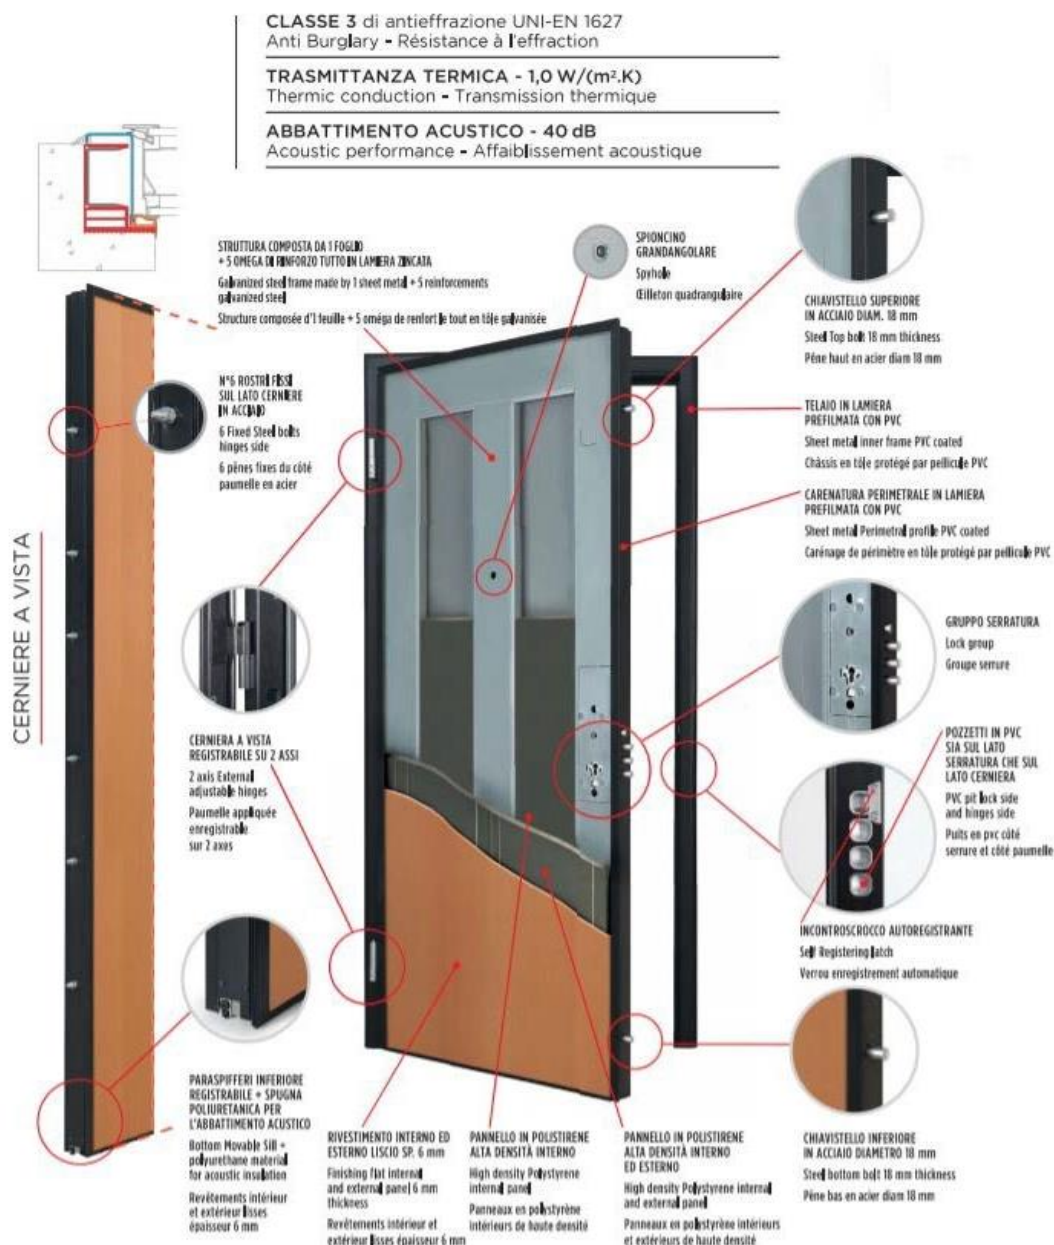 CLASSE 3 di antieffrazione UNI-EN 1627
Anti Burglary - Résistance à l'effraction
TRASMITTANZA TERMICA - 1,0 W/(m².K)
Thermic conduction - Transmission thermique
ABBATTIMENTO ACUSTICO - 40 dB
Acoustic performance - Affaiblissement acoustique
STRUTTURA COMPOSTA DA 1 FOGLIO
+ 5 OMEGA DI RINFORZO TUTTO IN LAMIERA ZINCATA
Galvanized steel frame made by 1 sheet metal + 5 reinforcements
galvanized steel
Structure composée d'1 feuille + 5 oméga de renfort le tout en tôle galvanisée
SPIONCINO
GRANDANGOLARE
Spyhole
Œilleton quadrangulaire
CHIAVISTELLO SUPERIORE
IN ACCIAIO DIAM. 18 mm
Steel Top bolt 18 mm thickness
Pêne haut en acier diam 18 mm
N°6 ROSTRI FISSI
SUL LATO CERNIERE
IN ACCIAIO
6 Fixed Steel bolts
hinges side
6 pênes fixes du côté
paumelle en acier
TELAIO IN LAMIERA
PREFILMATA CON PVC
Sheet metal inner frame PVC coated
Châssis en tôle protégé par pellicule PVC
CARENATURA PERIMETRALE IN LAMIERA
PREFILMATA CON PVC
Sheet metal Perimetral profile PVC coated
Carénage de périmètre en tôle protégé par pellicule PVC
CERNIERE A VISTA
GRUPPO SERRATURA
Lock group
Groupe serrure
CERNIERA A VISTA
REGISTRABILE SU 2 ASSI
2 axis External
adjustable hinges
Paumelle appliquée
enregistrable
sur 2 axes
POZZETTI IN PVC
SIA SUL LATO
SERRATURA CHE SUL
LATO CERNIERA
PVC pit lock side
and hinges side
Puits en pvc côté
serrure et côté paumelle
INCONTROSCROCCO AUTOREGISTRANTE
Self Registering latch
Verrou enregistrement automatique
PARASPIFFERI INFERIORE
REGISTRABILE + SPUGNA
POLIURETANICA PER
L'ABBATTIMENTO ACUSTICO
Bottom Movable Sill +
polyurethane material
for acoustic insulation
Revêtements intérieur
et extérieur lisses
épaisseur 6 mm
RIVESTIMENTO INTERNO ED
ESTERNO LISCIO SP. 6 mm
Finishing flat internal
and external panel 6 mm
thickness
Revêtements intérieur et
extérieur lisses épaisseur 6 mm
PANNELLO IN POLISTIRENE
ALTA DENSITÀ INTERNO
High density Polystyrene
internal panel
Panneaux en polystyrène
intérieurs de haute densité
PANNELLO IN POLISTIRENE
ALTA DENSITÀ INTERNO
ED ESTERNO
High density Polystyrene internal
and external panel
Panneaux en polystyrène intérieurs
et extérieurs de haute densité
CHIAVISTELLO INFERIORE
IN ACCIAIO DIAMETRO 18 mm
Steel bottom bolt 18 mm thickness
Pêne bas en acier diam 18 mm